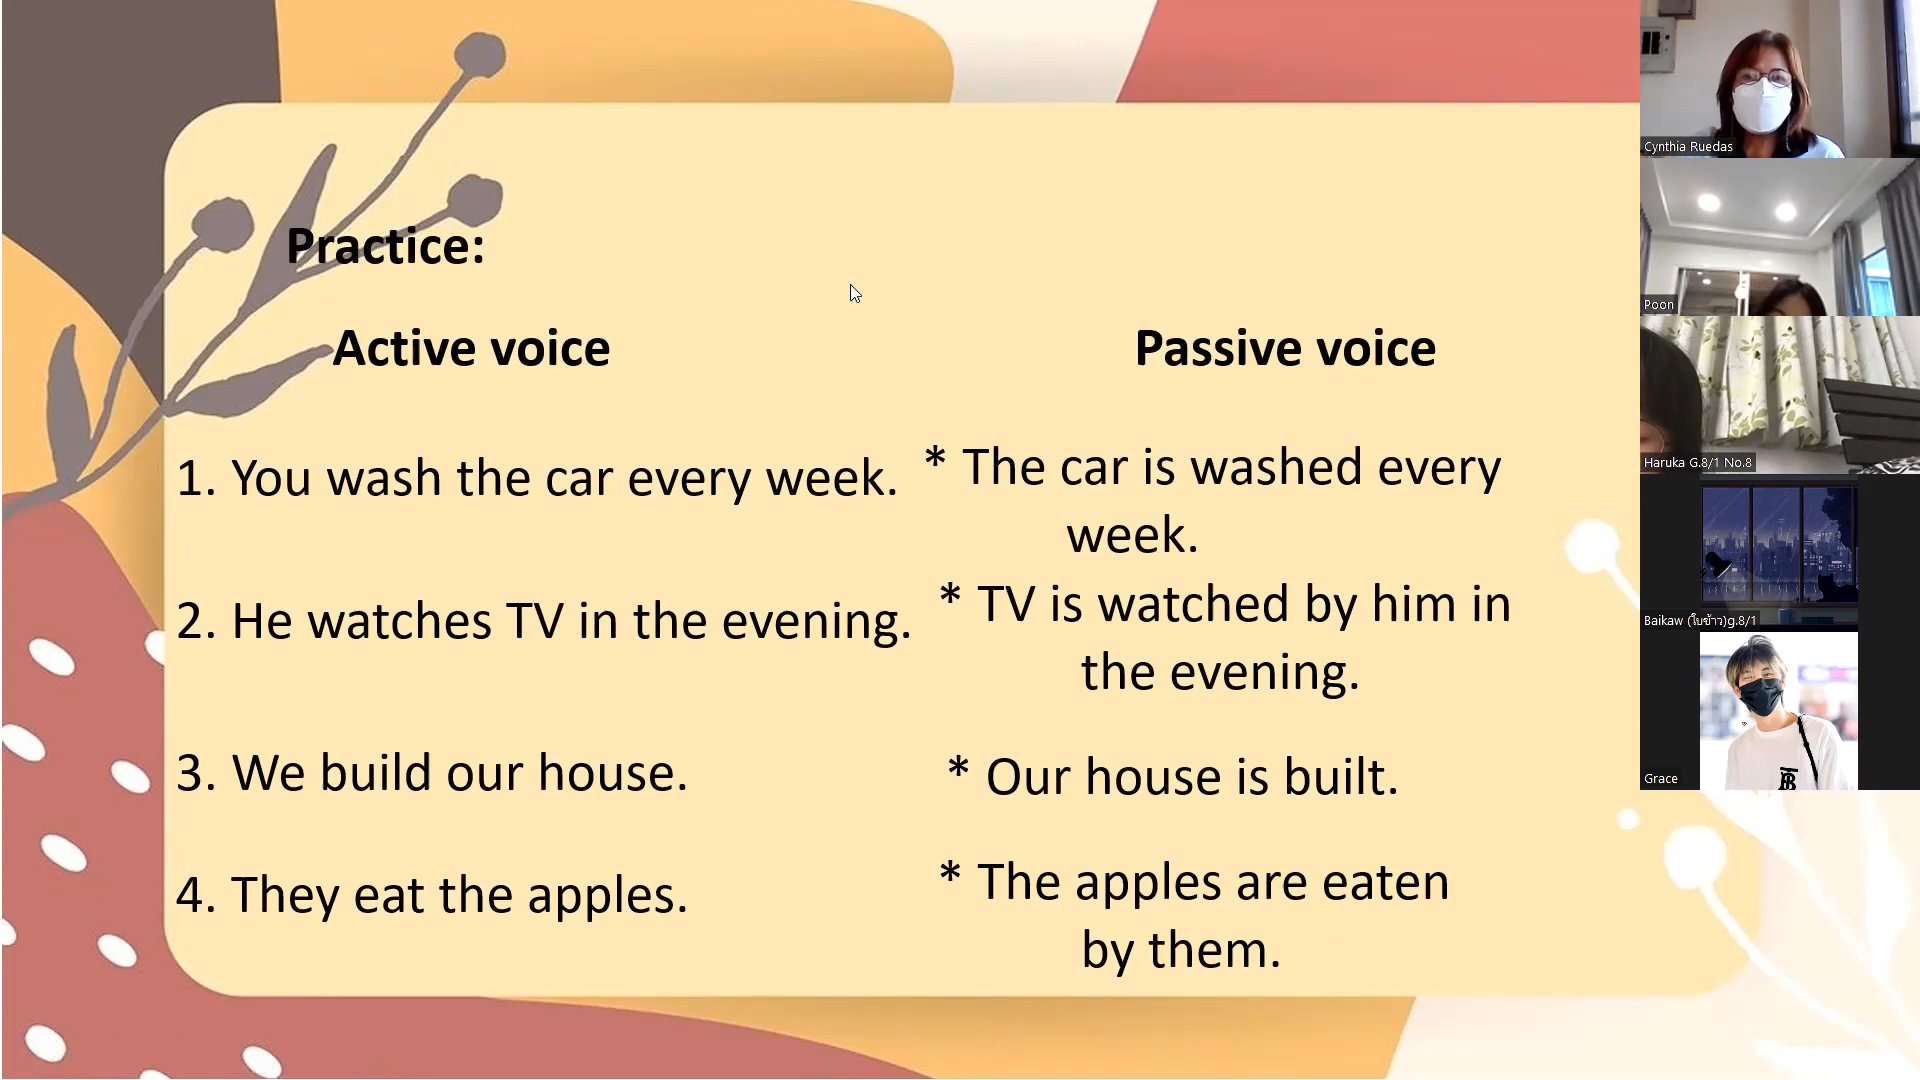 Practice:
Active voice
Passive voice
1. You wash the car every week.
* The car is washed every
week.
2. He watches TV in the evening.
* TV is watched by him in
the evening.
3. We build our house.
* Our house is built.
4. They eat the apples.
* The apples are eaten
by them.
Cynthia Ruedas
Poon
Haruka G.8/1 No.8
Baikaw (ใบข้าว)g.8/1
Grace